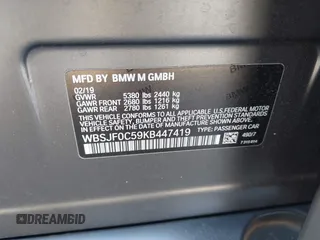 MFD BY BMW M GMBH
02/19
GVWR 5380 lbs 2440 kg
GAWR FRONT 2680 lbs 1216 kg
GAWR REAR 2780 lbs 1261 kg
THIS VEHICLE CONFORMS TO ALL APPLICABLE U.S.FEDERAL MOTOR
VEHICLE SAFETY, BUMPER AND THEFT PREVENTION STANDARDS
IN EFFECT ON THE DATE OF MANUFACTURE SHOWN ABOVE.
WBSJF0C59KB447419 TYPE: PASSENGER CAR
490/7
DREAMBID